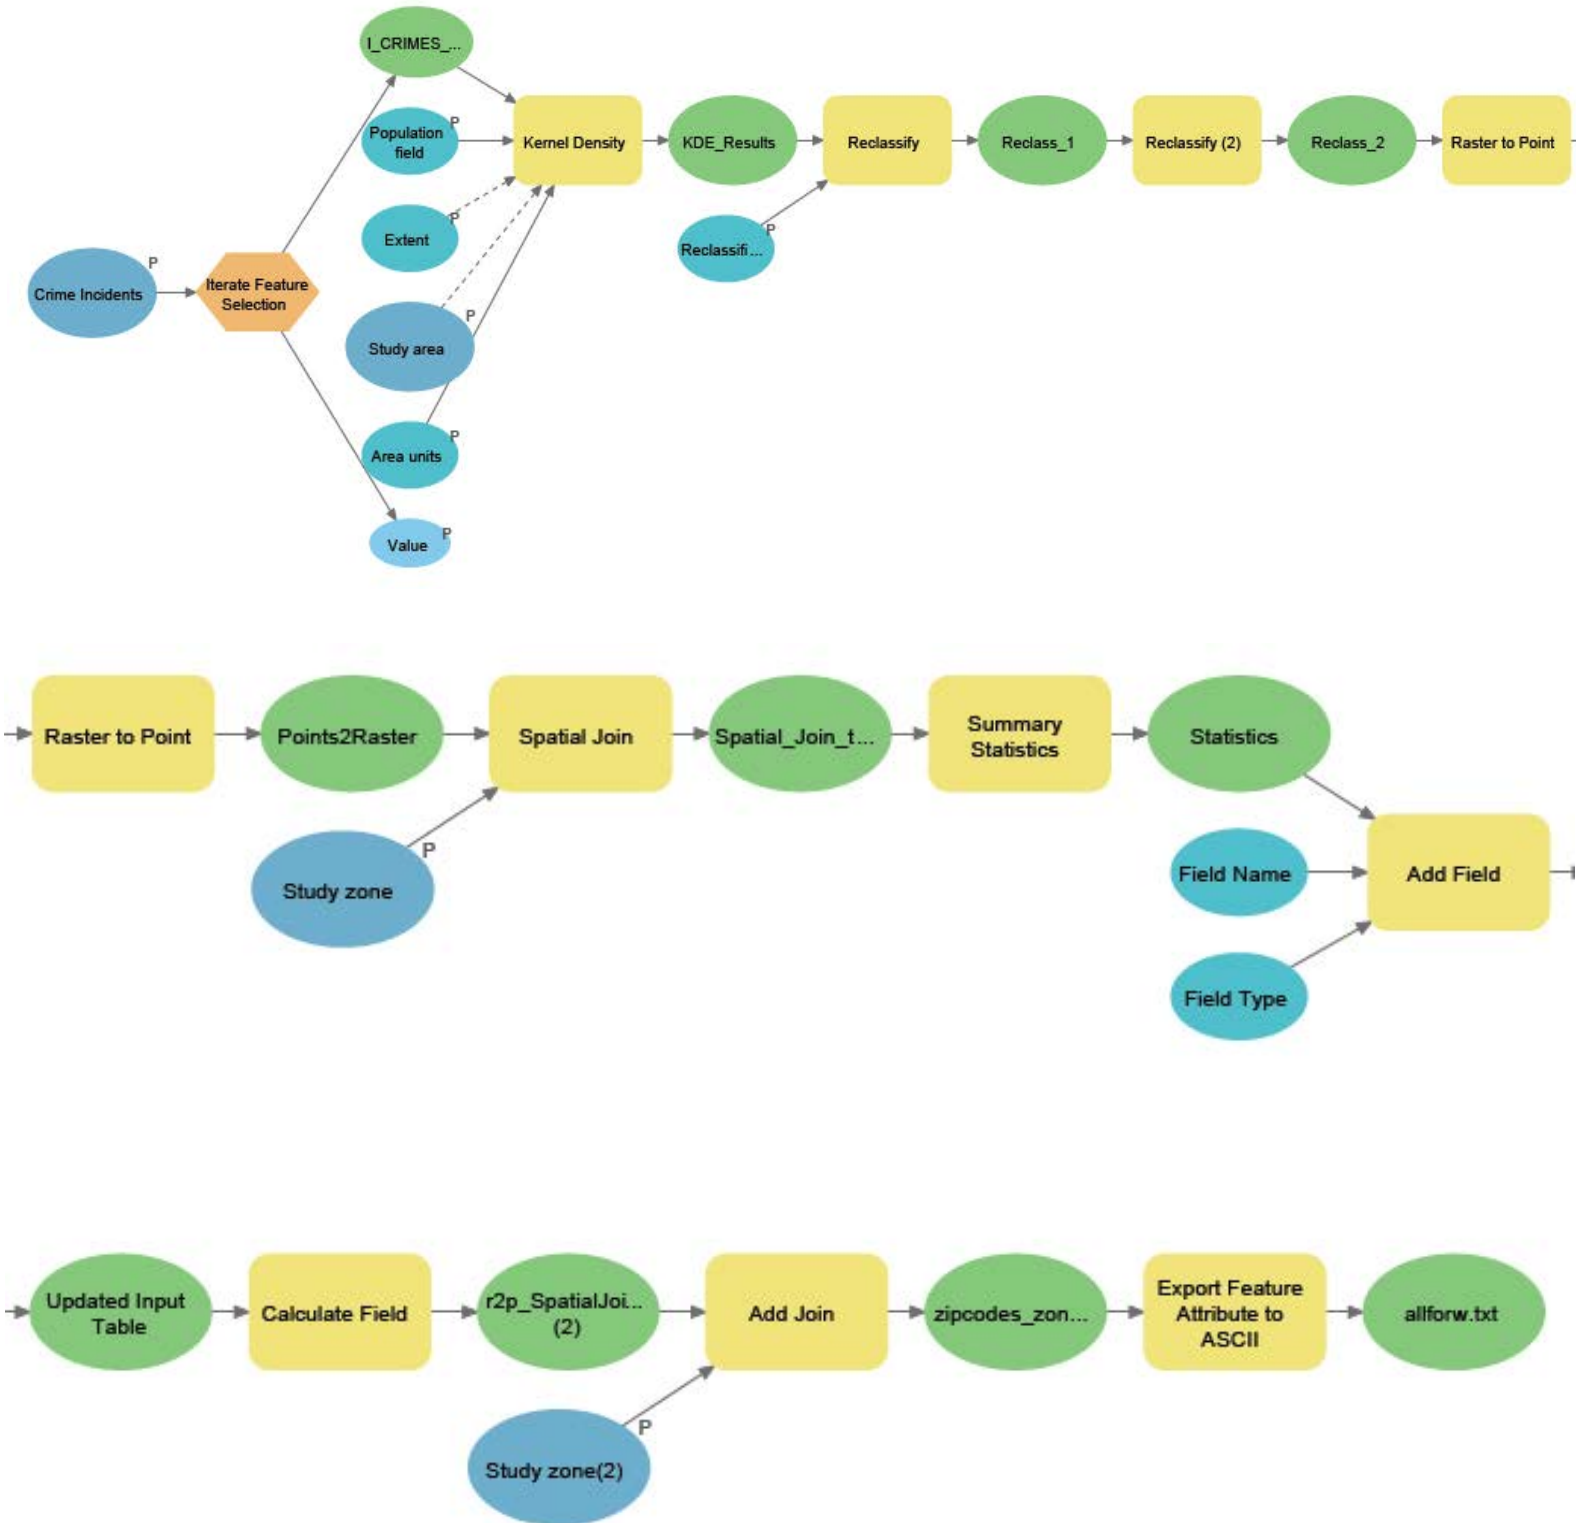 I_CRIMES_...
P
Population
field
Kernel Density
KDE_Results
Reclassify
Reclass_1
Reclassify (2)
Reclass_2
Raster to Point
P
Extent
P
Reclassifi...
P
Crime Incidents
Iterate Feature
Selection
P
Study area
P
Area units
P
Value
Raster to Point
Points2Raster
Spatial Join
Spatial_Join_t...
Summary
Statistics
Statistics
P
Study zone
Field Name
Add Field
Field Type
Updated Input
Table
Calculate Field
r2p_SpatialJoi...
(2)
Add Join
zipcodes_zon...
Export Feature
Attribute to
ASCII
allforw.txt
P
Study zone(2)